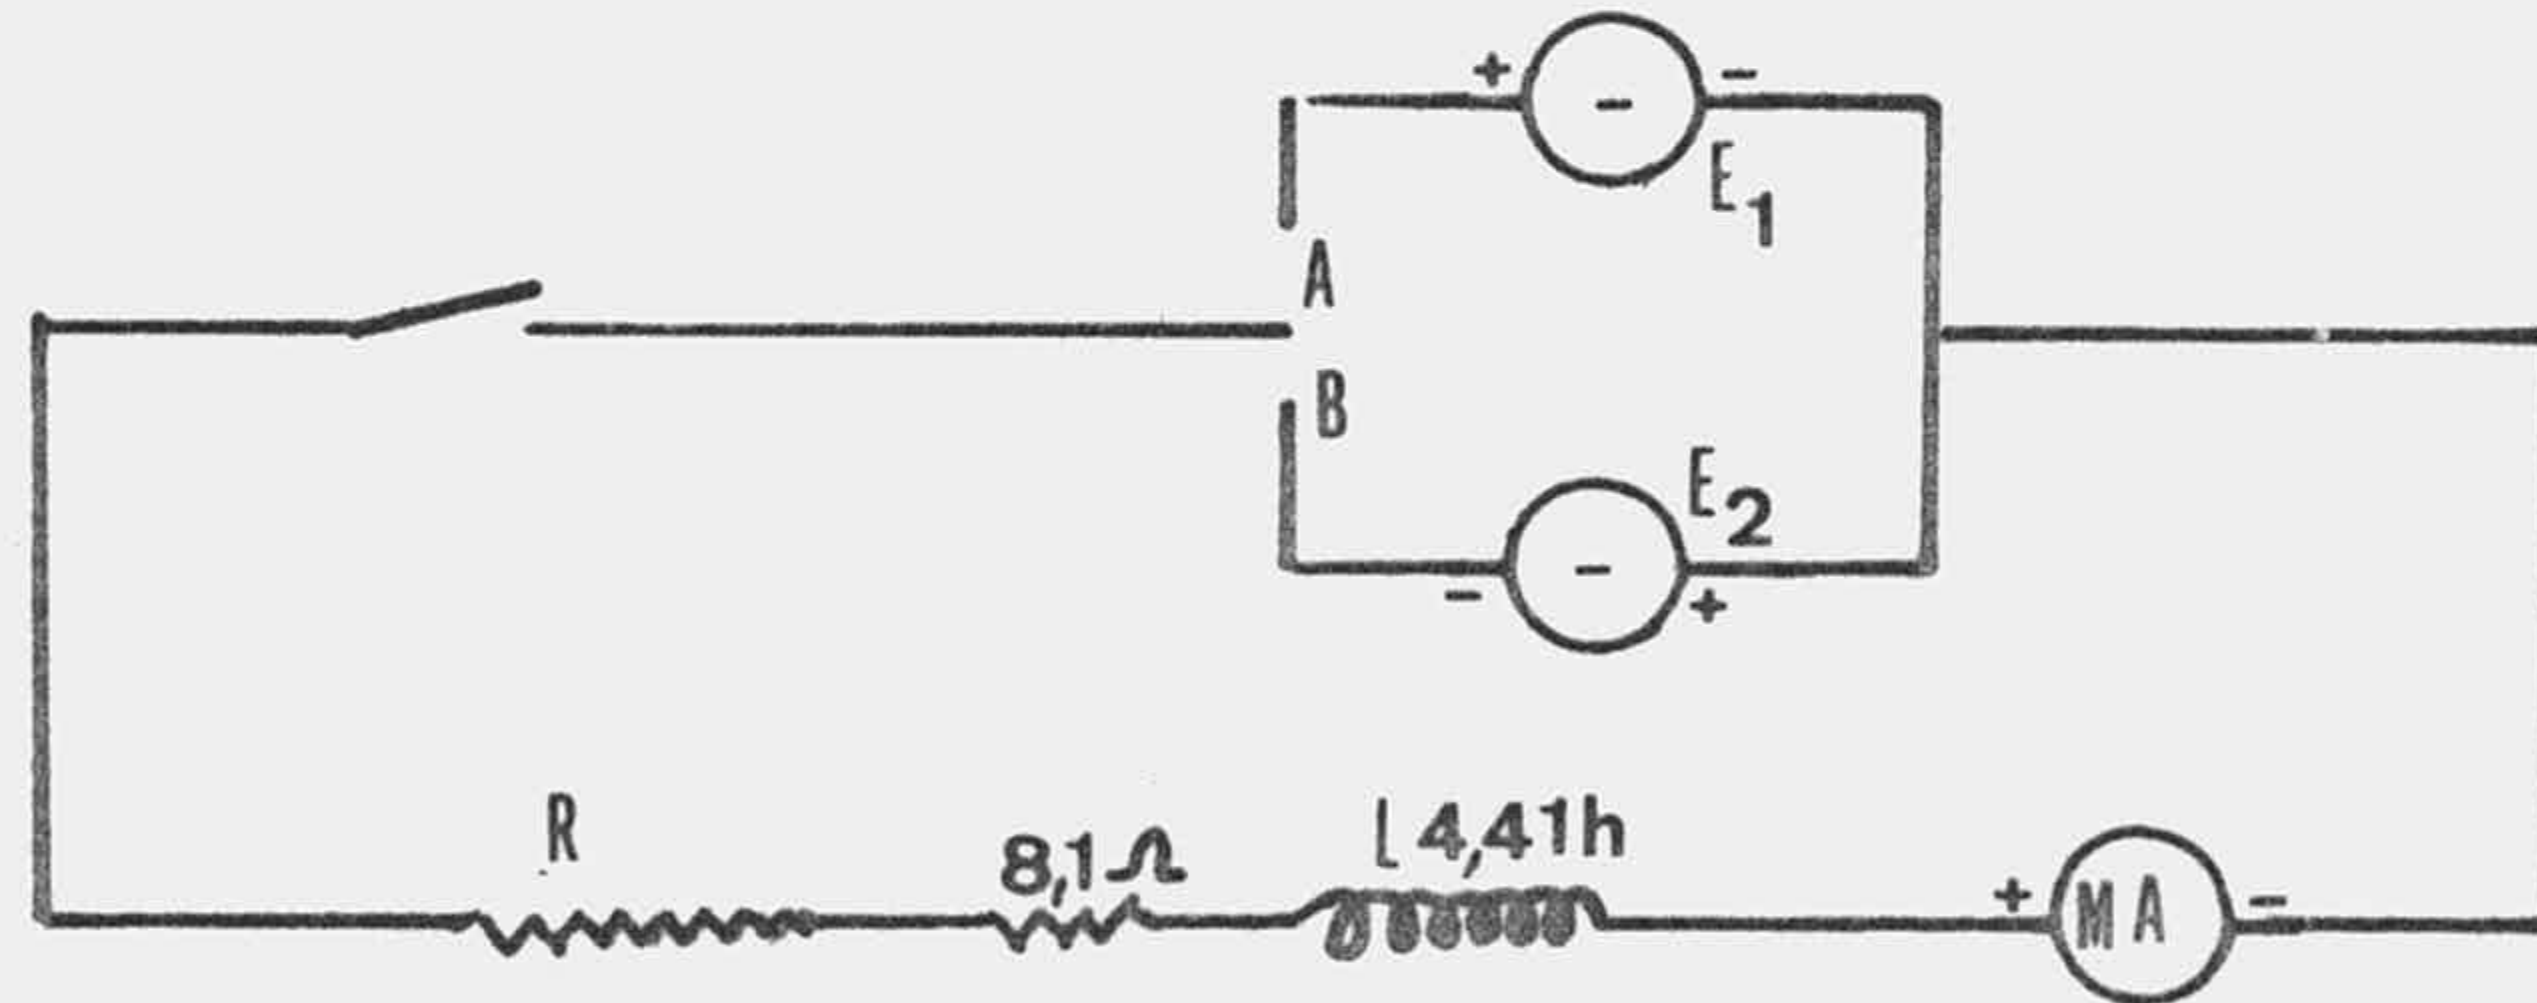 + - -
E1
A
B
E2
- - +
R
8,1Ω
L 4,41h
+ MA -